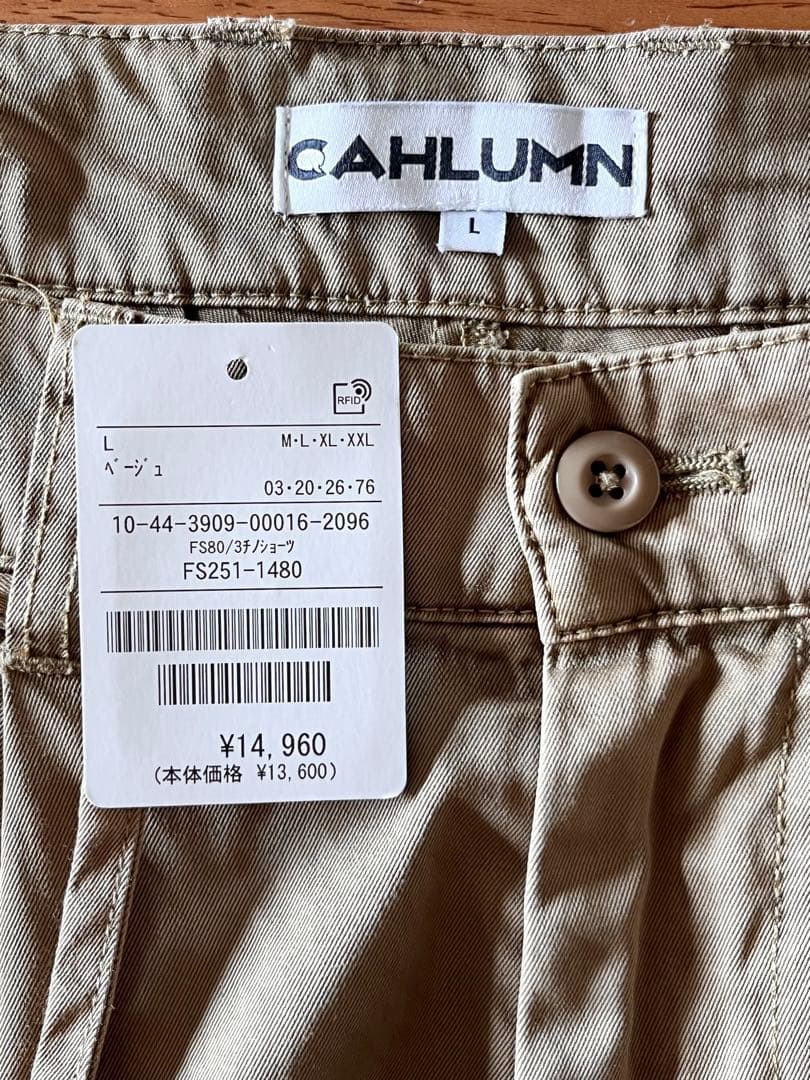 CAHLUMN
L
RFID
L M・L・XL・XXL
ﾍﾞｰｼﾞｭ
03・20・26・76
10-44-3909-00016-2096
FS80/3ﾁﾉｼｮｰﾂ
FS251-1480
¥14,960
(本体価格 ¥13,600)